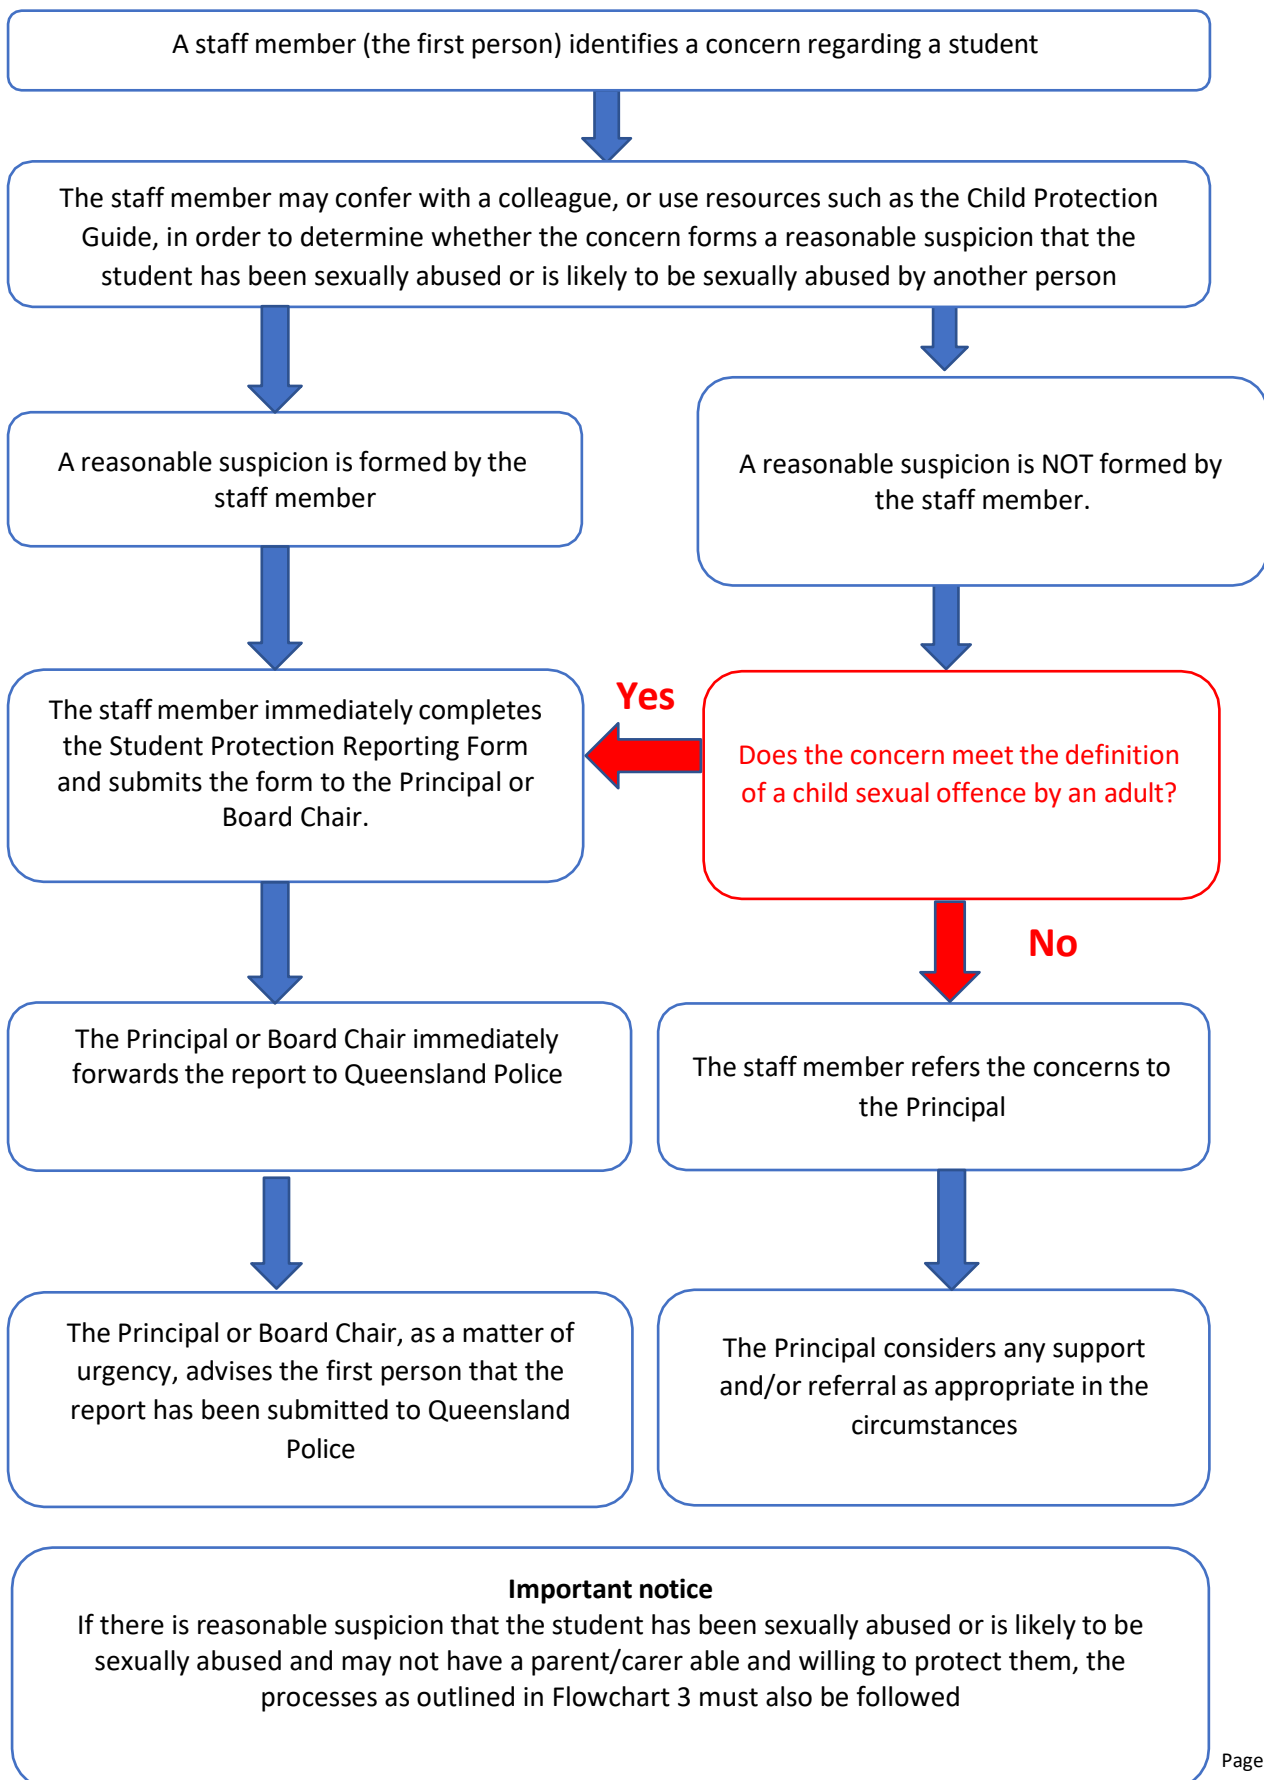 A staff member (the first person) identifies a concern regarding a student
The staff member may confer with a colleague, or use resources such as the Child Protection
Guide, in order to determine whether the concern forms a reasonable suspicion that the
student has been sexually abused or is likely to be sexually abused by another person
A reasonable suspicion is formed by the
staff member
A reasonable suspicion is NOT formed by
the staff member.
The staff member immediately completes
the Student Protection Reporting Form
and submits the form to the Principal or
Board Chair.
Yes
Does the concern meet the definition
of a child sexual offence by an adult?
No
The Principal or Board Chair immediately
forwards the report to Queensland Police
The staff member refers the concerns to
the Principal
The Principal or Board Chair, as a matter of
urgency, advises the first person that the
report has been submitted to Queensland
Police
The Principal considers any support
and/or referral as appropriate in the
circumstances
Important notice
If there is reasonable suspicion that the student has been sexually abused or is likely to be
sexually abused and may not have a parent/carer able and willing to protect them, the
processes as outlined in Flowchart 3 must also be followed
Page